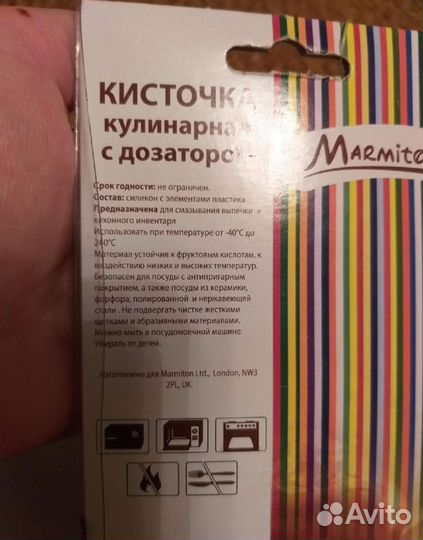 КИСТОЧКА
кулинарная
с дозатором
Marmiton
Срок годности: не ограничен.
Состав: силикон с элементами пластика
Предназначена для смазывания выпечки и
кухонного инвентаря
Использовать при температуре от -40°C до
240°C
Материал устойчив к фруктовым кислотам, к
воздействию низких и высоких температур.
Безопасен для посуды с антипригарным
покрытием, а также посуды из керамики,
фарфора, полированной и нержавеющей
стали . Не подвергать чистке жесткими
щетками и абразивными материалами.
Можно мыть в посудомоечной машине.
Убирать от детей.
Изготовлено для Marmiton Ltd., London, NW3
2PL, UK.
Avito